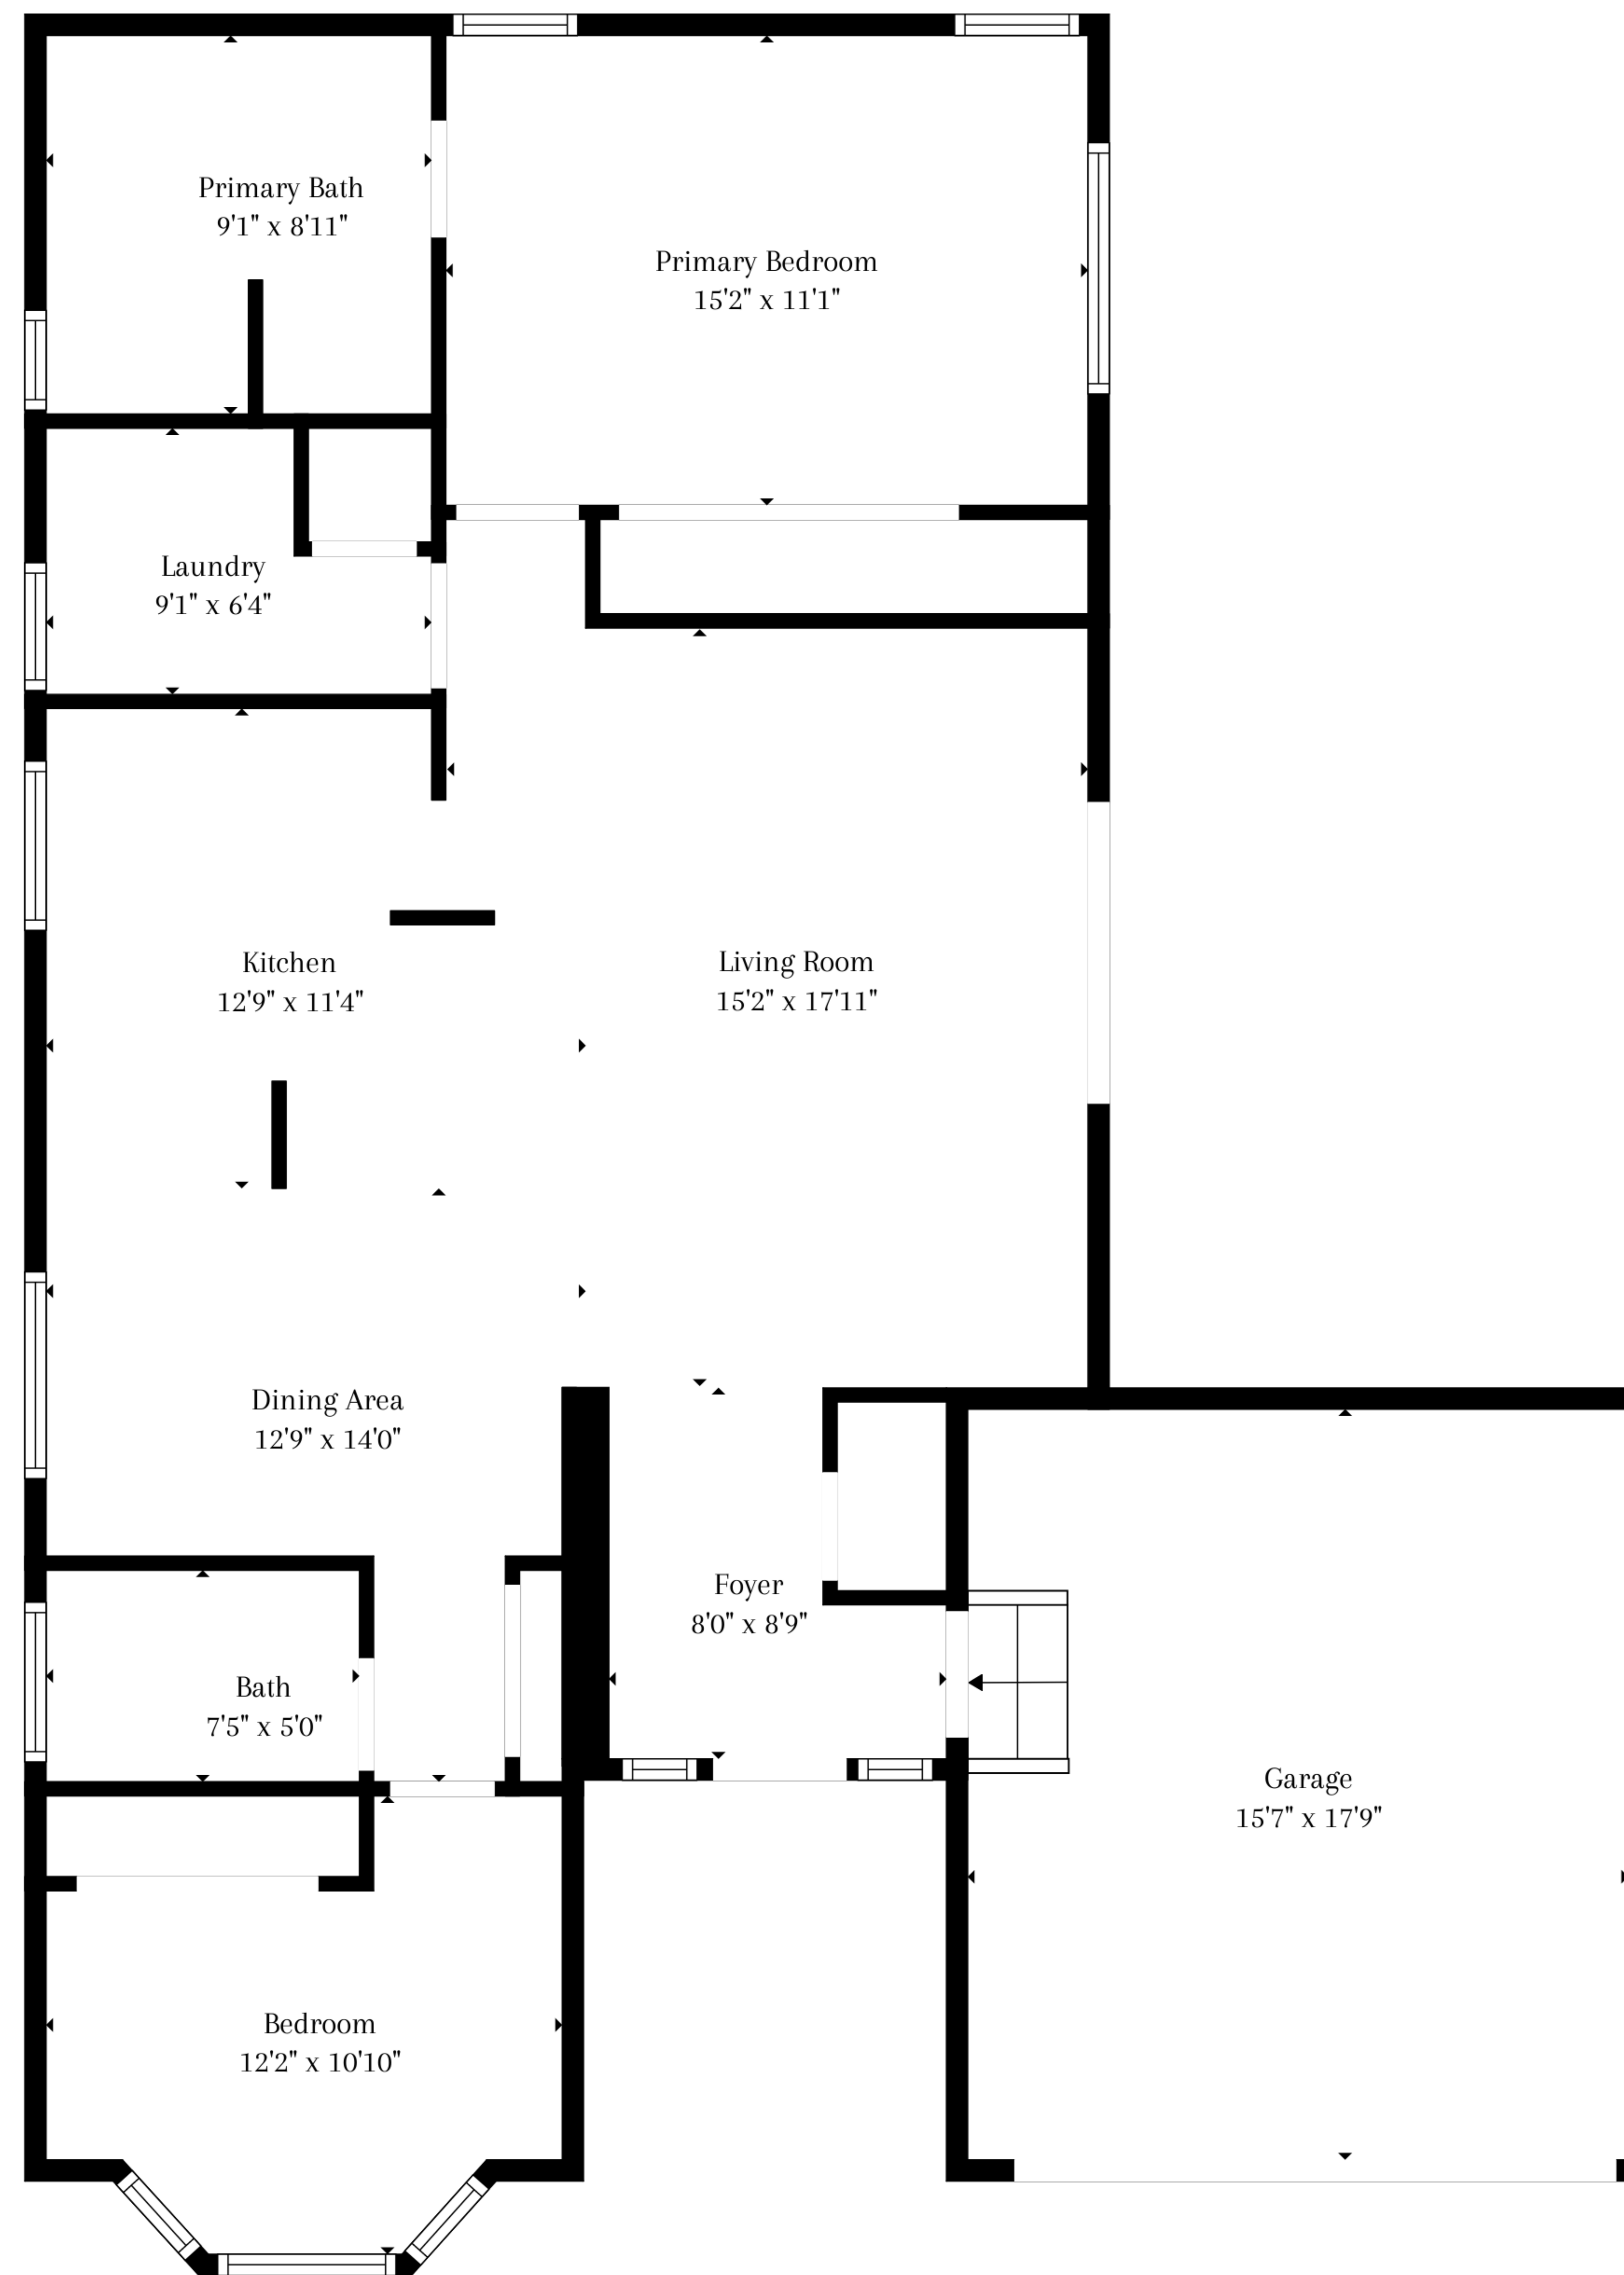 Primary Bath
9'1" x 8'11"
Primary Bedroom
15'2" x 11'1"
Laundry
9'1" x 6'4"
Kitchen
12'9" x 11'4"
Living Room
15'2" x 17'11"
Dining Area
12'9" x 14'0"
Foyer
8'0" x 8'9"
Bath
7'5" x 5'0"
Garage
15'7" x 17'9"
Bedroom
12'2" x 10'10"